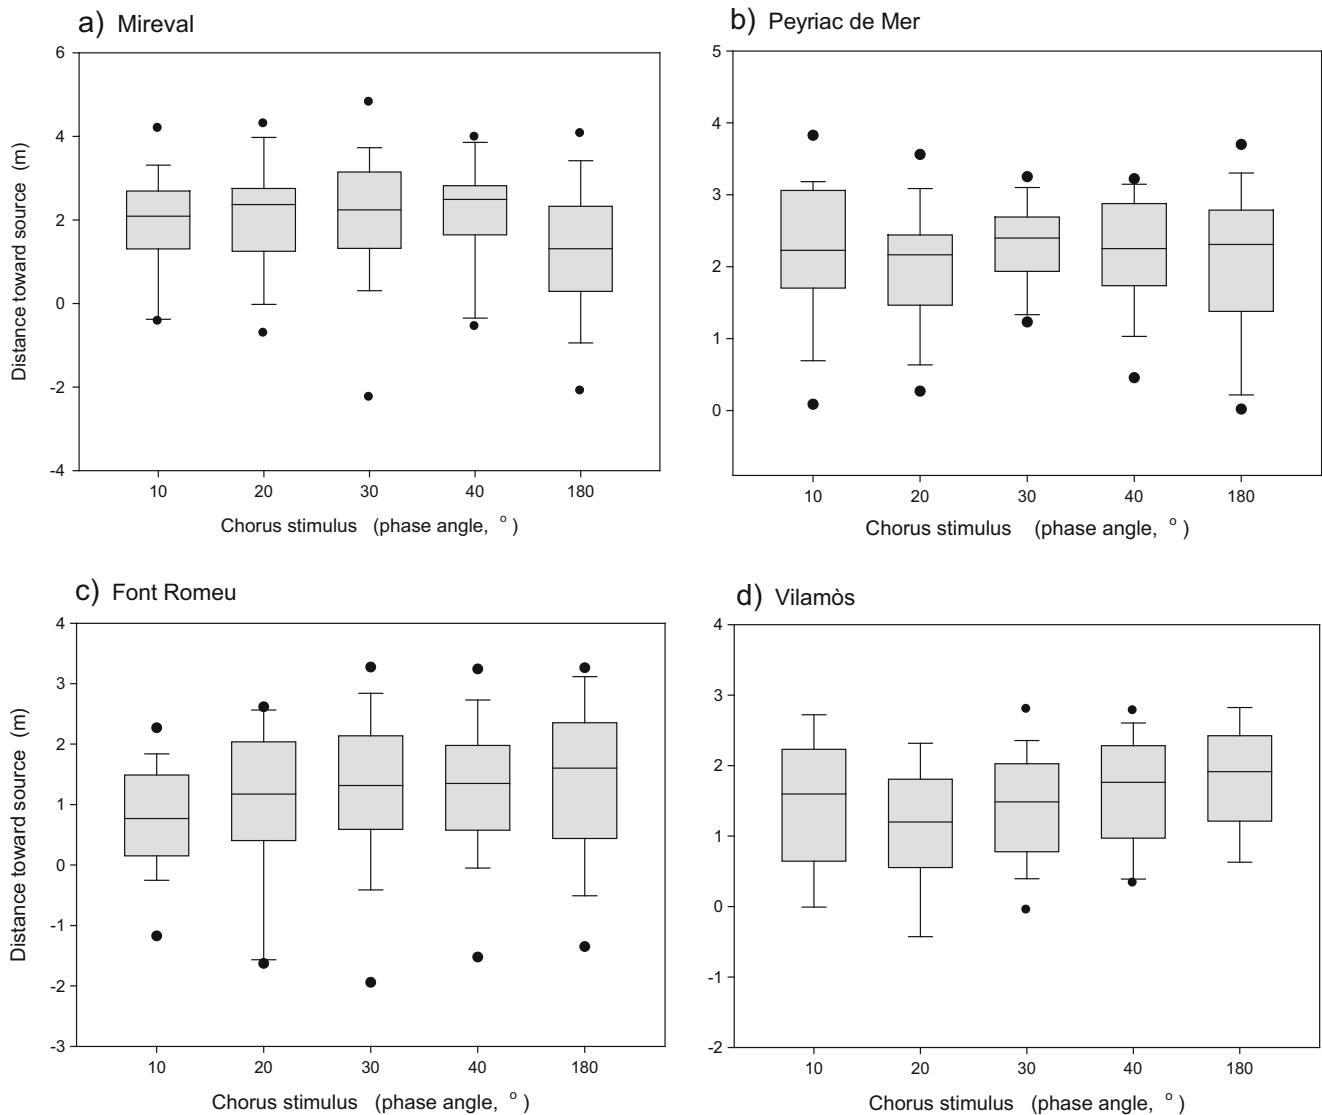 a) Mireval
6
4
2
0
-2
-4
Distance toward source (m)
10 20 30 40 180
Chorus stimulus (phase angle, °)
b) Peyriac de Mer
5
4
3
2
1
0
10 20 30 40 180
Chorus stimulus (phase angle, °)
c) Font Romeu
4
3
2
1
0
-1
-2
-3
Distance toward source (m)
10 20 30 40 180
Chorus stimulus (phase angle, °)
d) Vilamòs
4
3
2
1
0
-1
-2
10 20 30 40 180
Chorus stimulus (phase angle, °)